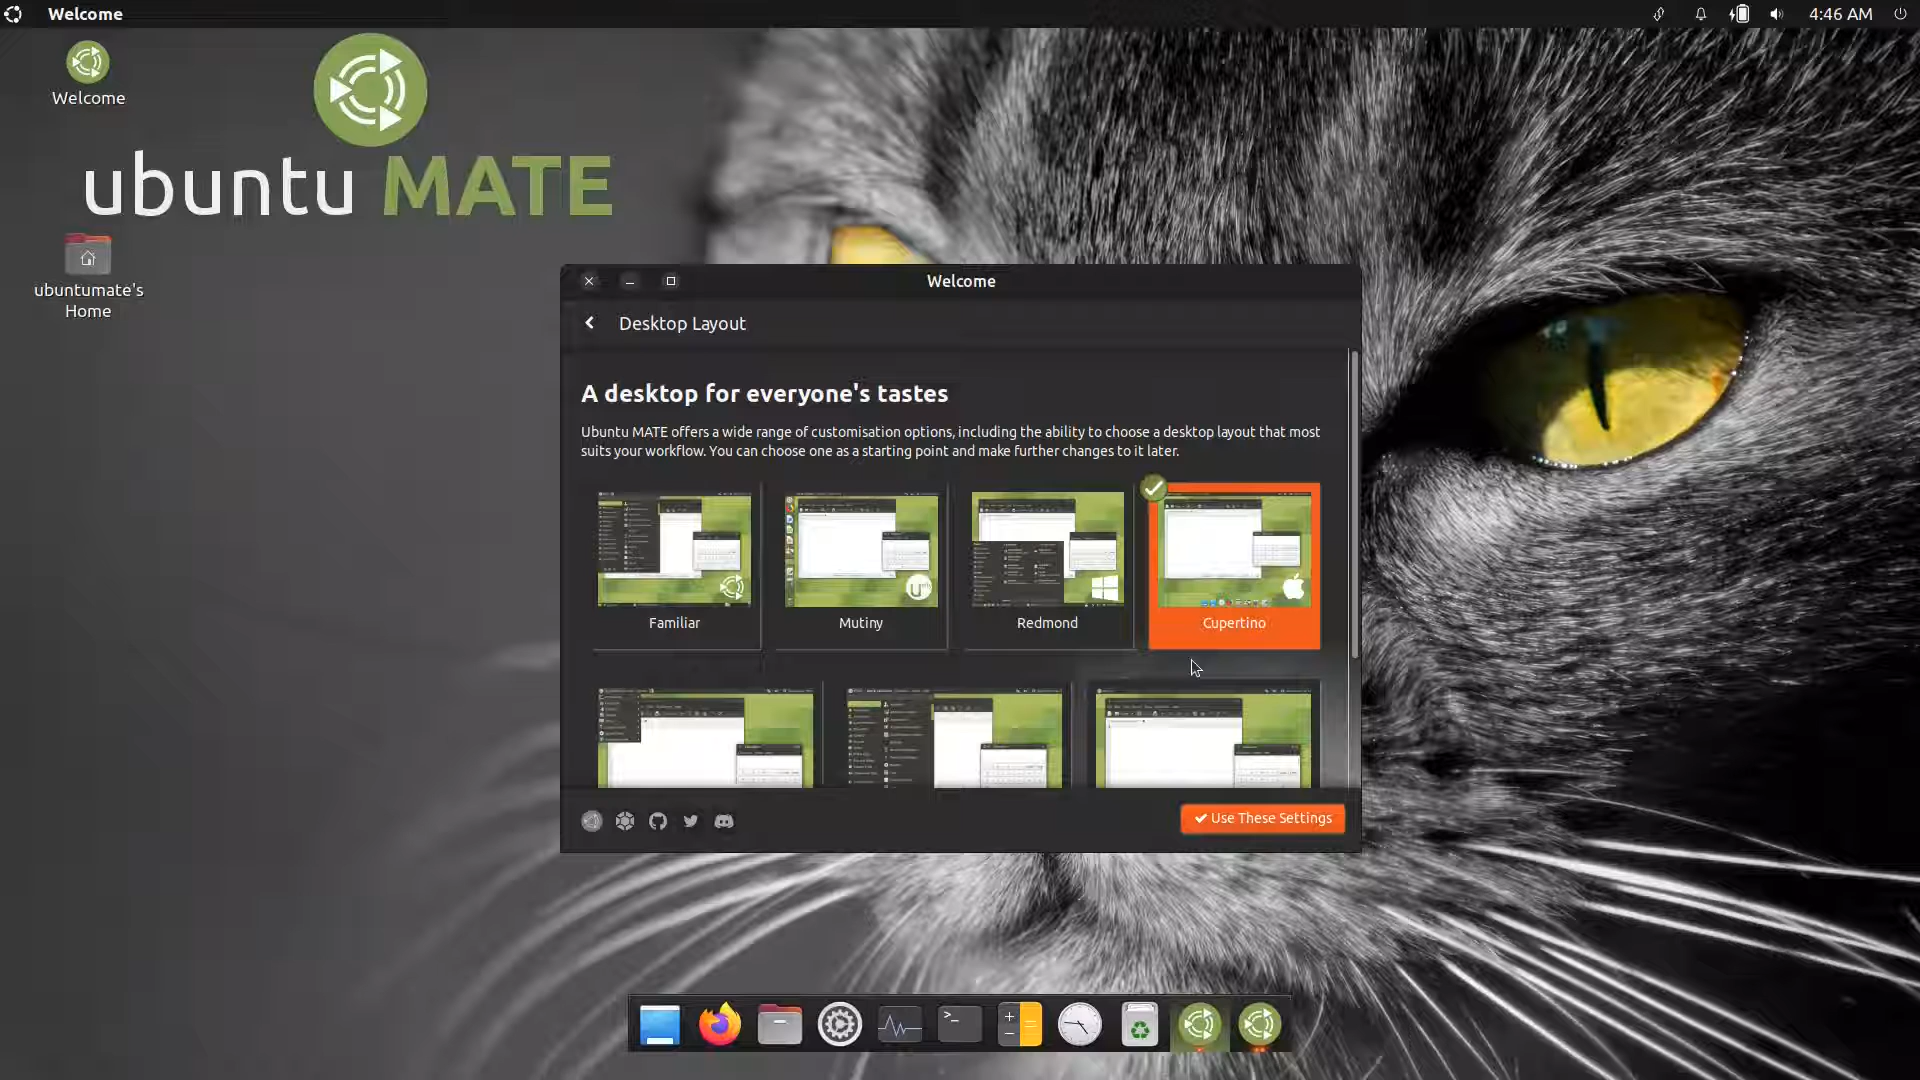 Welcome
4:46 AM
Welcome
ubuntu MATE
ubuntumate's
Home
Welcome
Desktop Layout
A desktop for everyone's tastes
Ubuntu MATE offers a wide range of customisation options, including the ability to choose a desktop layout that most
suits your workflow. You can choose one as a starting point and make further changes to it later.
Familiar
Mutiny
Redmond
Cupertino
Use These Settings